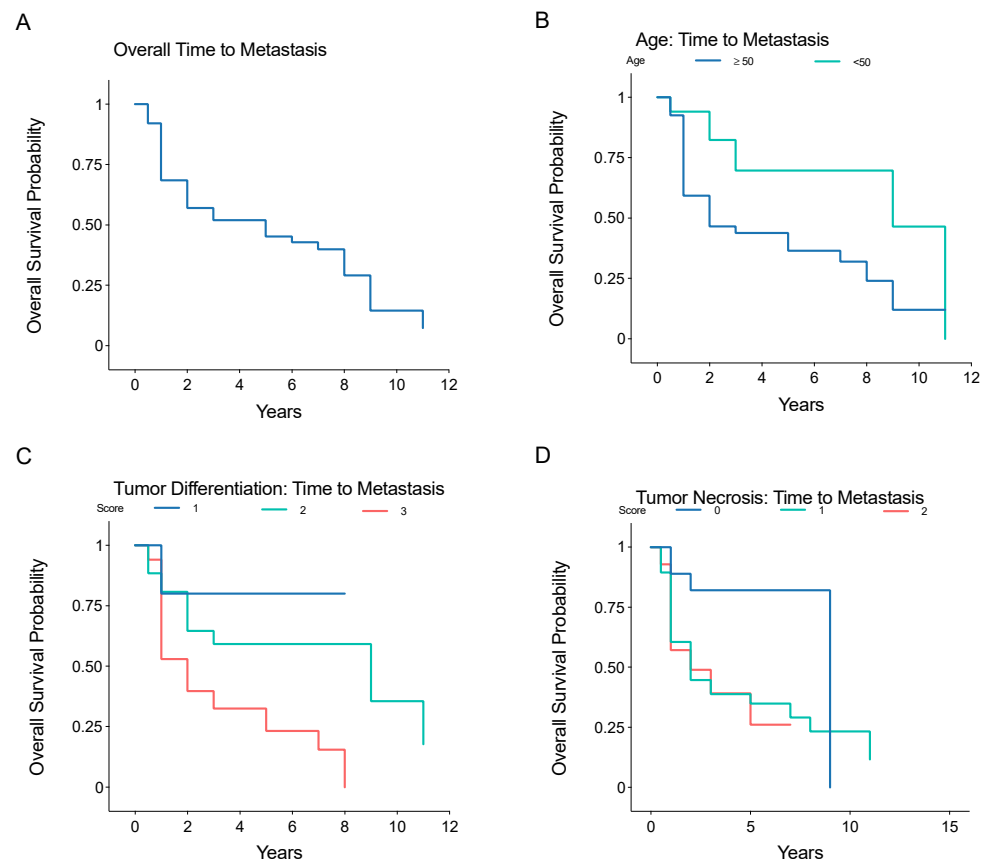 A
Overall Time to Metastasis
Overall Survival Probability
1
0.75
0.50
0.25
0
0 2 4 6 8 10 12
Years
B
Age: Time to Metastasis
Age ≥ 50 <50
Overall Survival Probability
1
0.75
0.50
0.25
0
0 2 4 6 8 10 12
Years
C
Tumor Differentiation: Time to Metastasis
Score 1 2 3
Overall Survival Probability
1
0.75
0.50
0.25
0
0 2 4 6 8 10 12
Years
D
Tumor Necrosis: Time to Metastasis
Score 0 1 2
Overall Survival Probability
1
0.75
0.50
0.25
0
0 5 10 15
Years